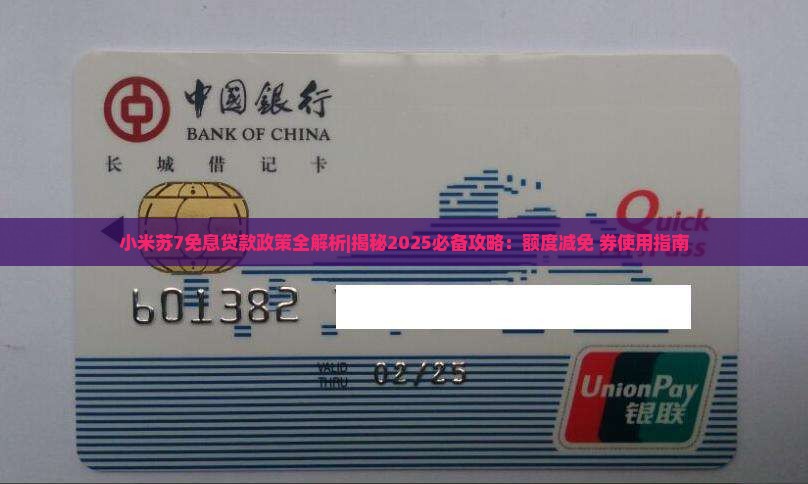 中国銀行
BANK OF CHINA
长城借记卡
Quick
小米苏7免息贷款政策全解析|揭秘2025必备攻略：额度减免 券使用指南
Pass
601382
VALID
THRU
02/25
UnionPay
银联